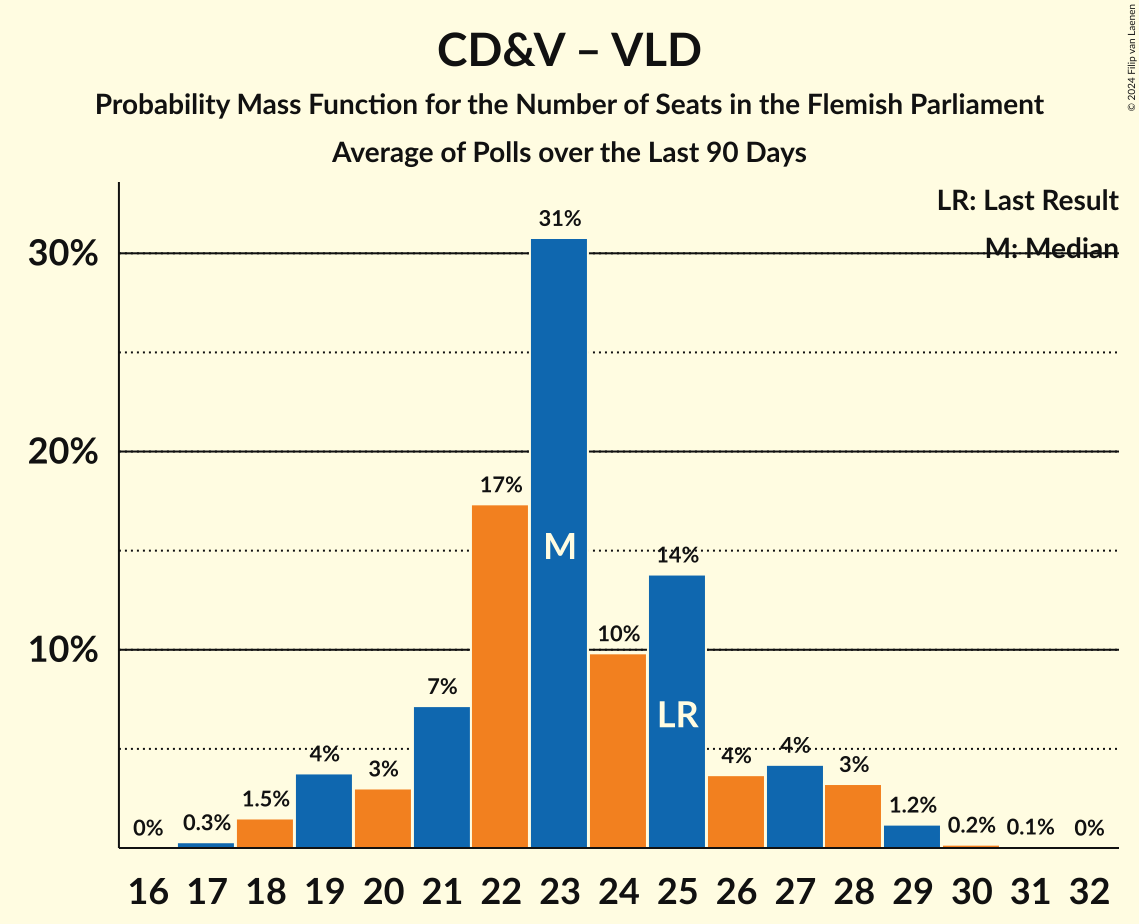 CD&V – VLD
Probability Mass Function for the Number of Seats in the Flemish Parliament
Average of Polls over the Last 90 Days
© 2024 Filip van Laenen
LR: Last Result
M: Median
30%
20%
10%
0%
0.3%
1.5%
4%
3%
7%
17%
31%
10%
14%
4%
4%
3%
1.2%
0.2%
0.1%
0%
M
LR
16 17 18 19 20 21 22 23 24 25 26 27 28 29 30 31 32